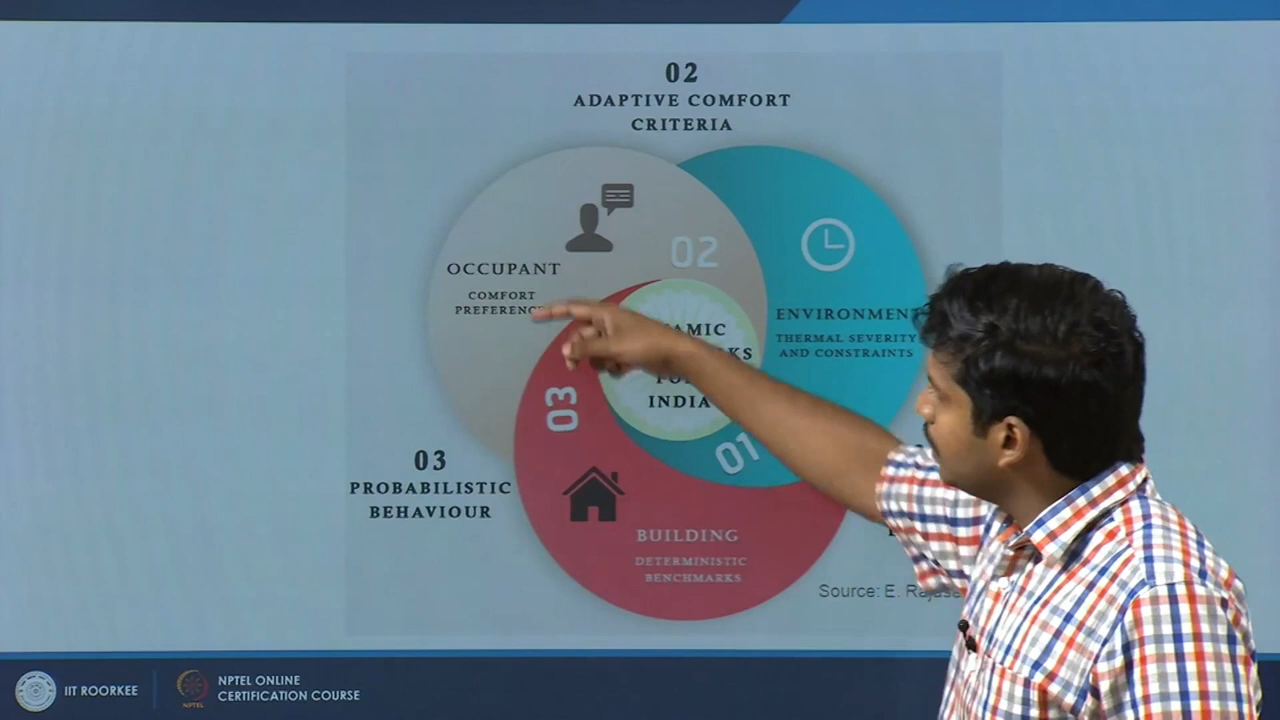 02
ADAPTIVE COMFORT
CRITERIA
02
OCCUPANT
COMFORT
ENVIRONMENT
THERMAL SEVERITY
AND CONSTRAINTS
INDIA
03
01
03
PROBABILISTIC
BEHAVIOUR
BUILDING
DETERMINISTIC
BENCHMARKS
Source: E.
IIT ROORKEE
NPTEL ONLINE
CERTIFICATION COURSE
NPTEL